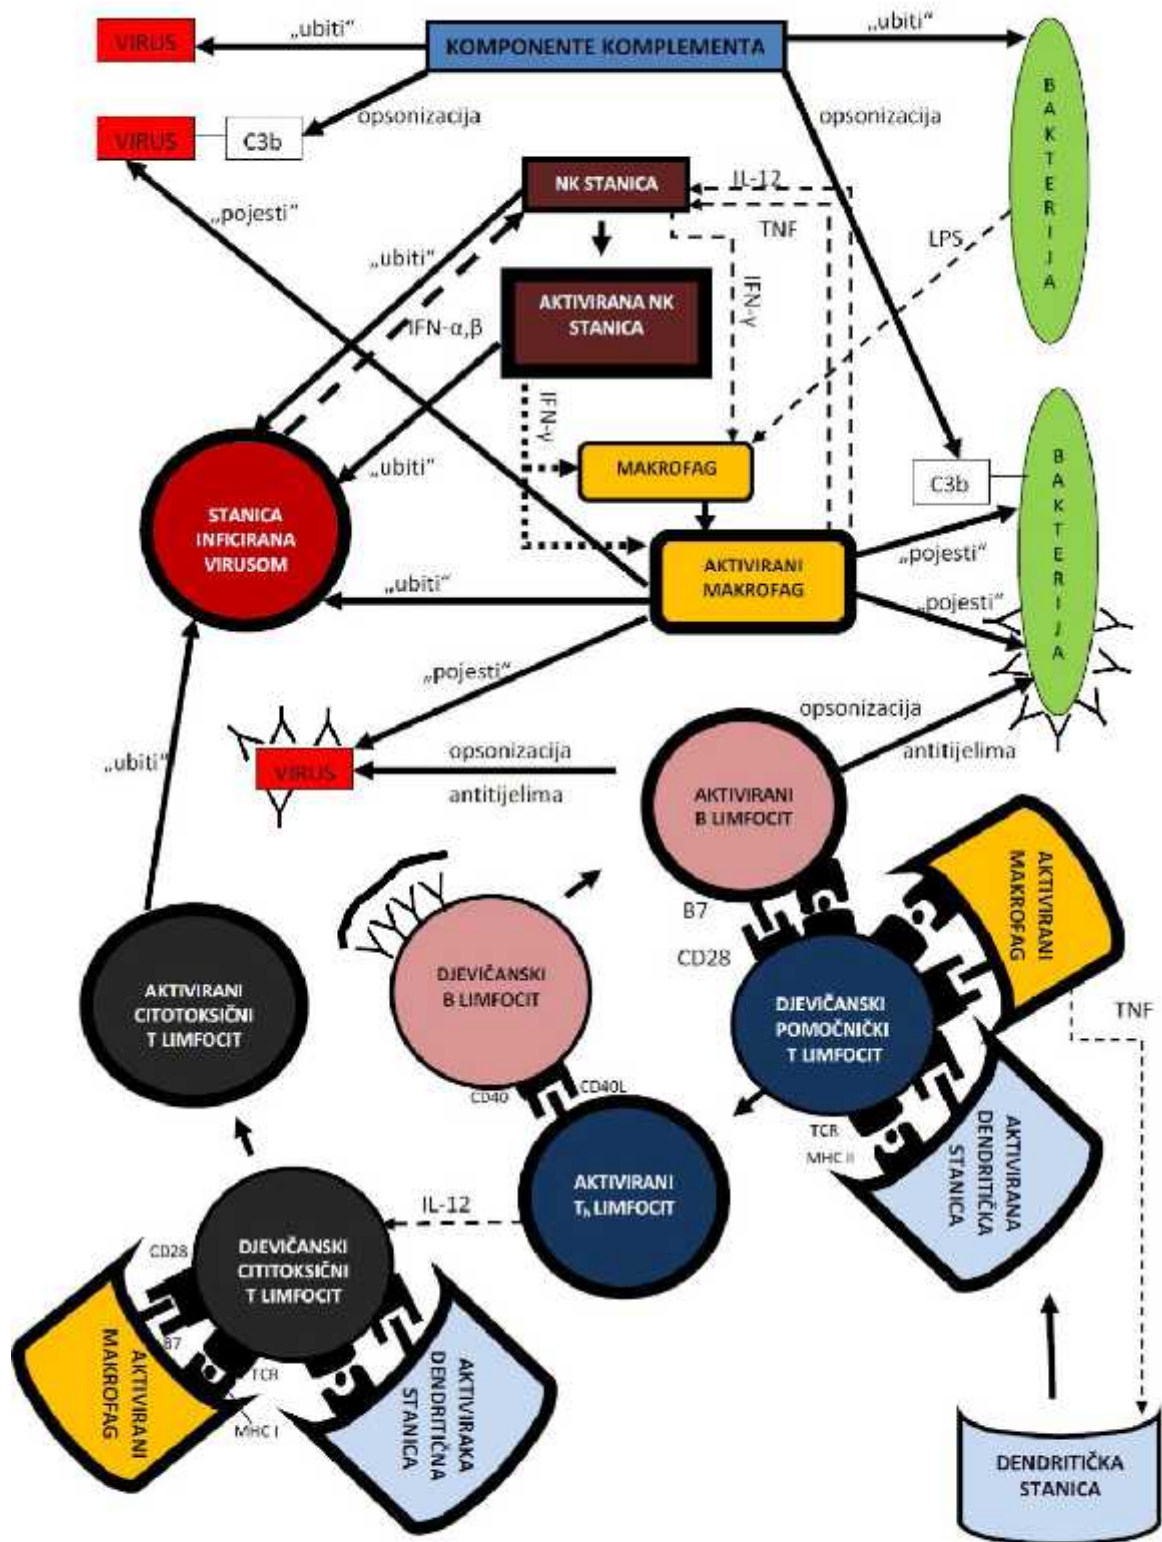 „ubiti“
„ubiti“
VIRUS
KOMPONENTE KOMPLEMENTA
BAKTERIJA
opsonizacija
opsonizacija
VIRUS
C3b
NK STANICA
IL-12
„pojesti“
TNF
LPS
„ubiti“
AKTIVIRANA NK
STANICA
IFN-γ
IFN-α,β
IFN-γ
„ubiti“
MAKROFAG
C3b
BAKTERIJA
STANICA
INFICIRANA
VIRUSOM
AKTIVIRANI
MAKROFAG
„pojesti“
„ubiti“
„pojesti“
„pojesti“
opsonizacija
antitijelima
opsonizacija
antitijelima
VIRUS
„ubiti“
AKTIVIRANI
B LIMFOCIT
AKTIVIRANI
MAKROFAG
B7
CD28
DJEVIČANSKI
B LIMFOCIT
AKTIVIRANI
CITOTOKSIČNI
T LIMFOCIT
DJEVIČANSKI
POMOČNIČKI
T LIMFOCIT
TNF
CD40
CD40L
TCR
MHC II
AKTIVIRANA
DENDRITIČKA
STANICA
AKTIVIRANI
Tₕ LIMFOCIT
IL-12
CD28
DJEVIČANSKI
CITITOKSIČNI
T LIMFOCIT
B7
TCR
MHC I
AKTIVIRANI
MAKROFAG
AKTIVIRAKA
DENDRITIČNA
STANICA
DENDRITIČKA
STANICA